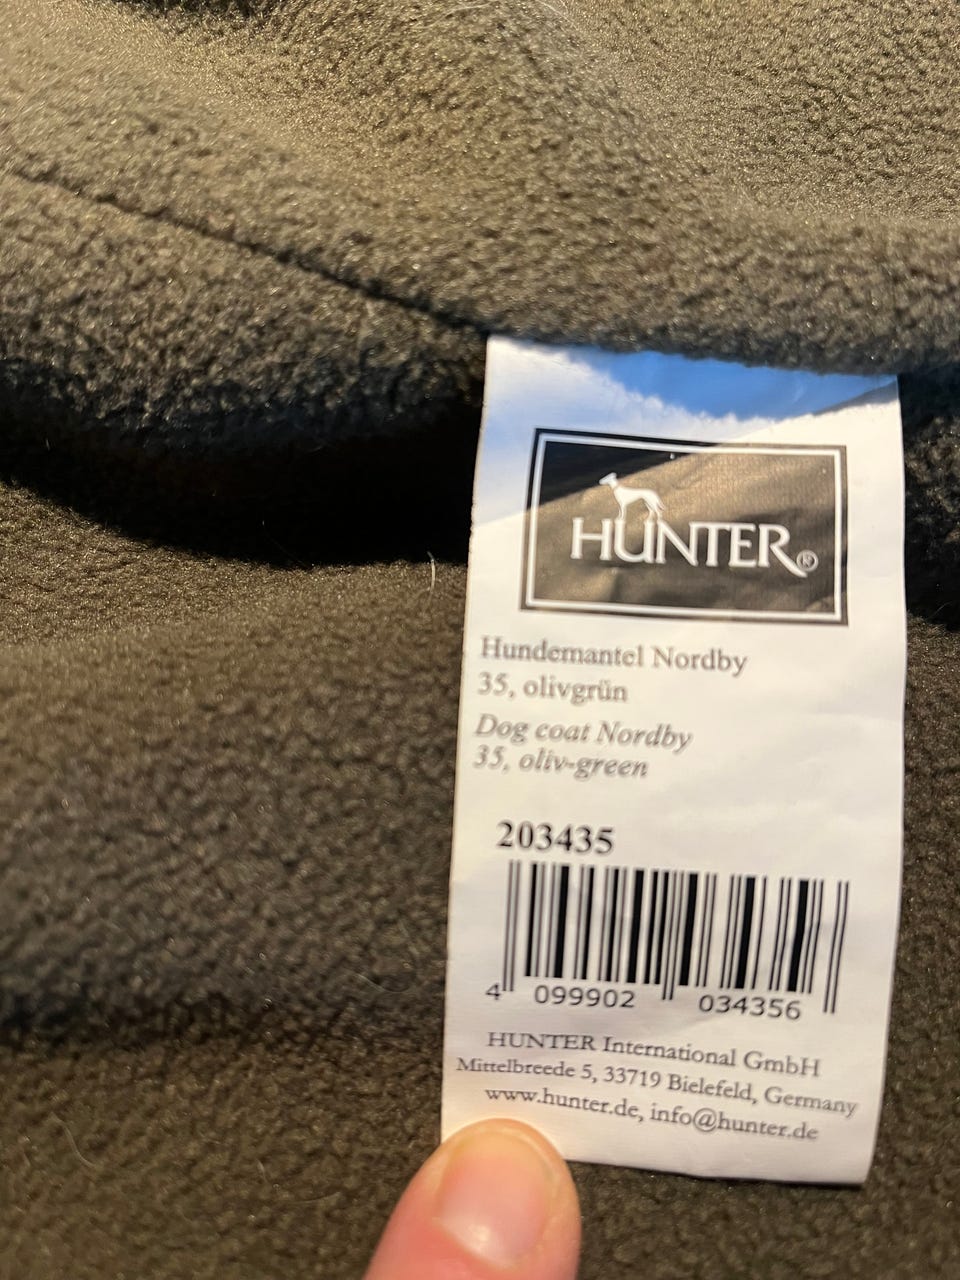 HUNTER®
Hundemantel Nordby
35, olivgrün
Dog coat Nordby
35, oliv-green
203435
4 099902 034356
HUNTER International GmbH
Mittelbreede 5, 33719 Bielefeld, Germany
www.hunter.de, info@hunter.de